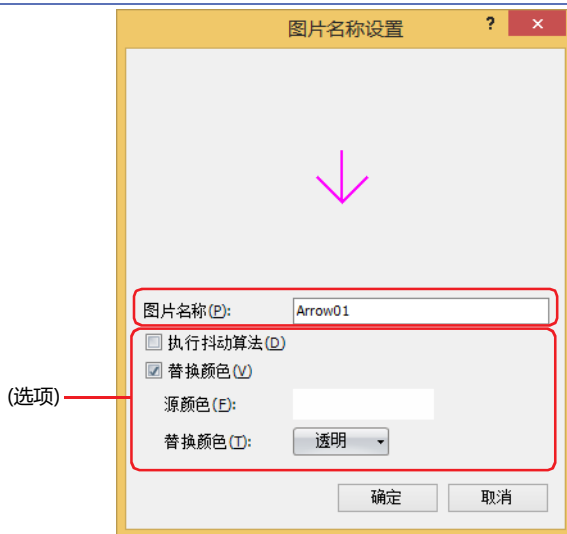 图片名称设置 ? ×
图片名称(P): Arrow01
执行抖动算法(D)
替换颜色(V)
(选项)
源颜色(F):
替换颜色(T): 透明
确定 取消